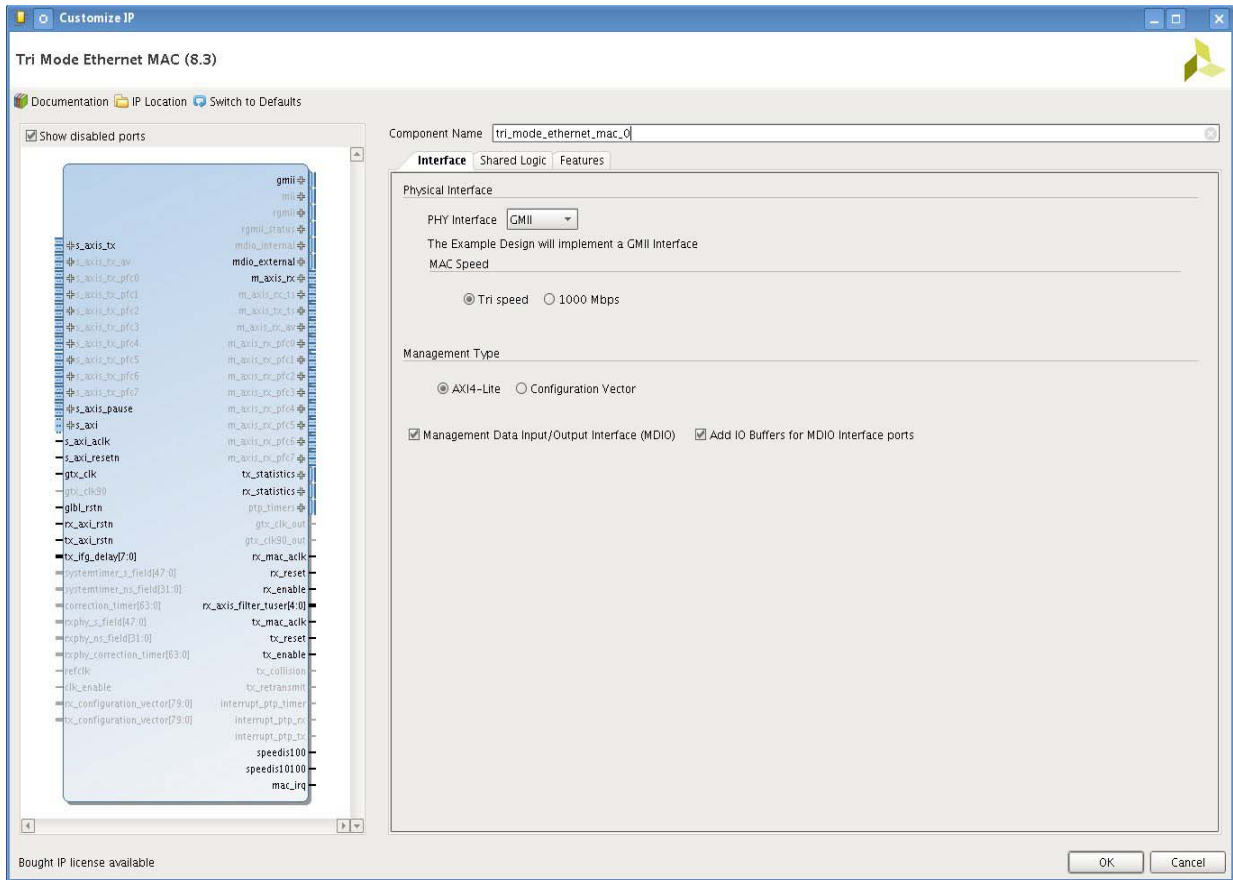 Customize IP
Tri Mode Ethernet MAC (8.3)
Documentation IP Location Switch to Defaults
Show disabled ports
gmii
mii
rgmii
rgmii_status
s_axis_tx mdio_internal
s_axis_tx_av mdio_external
s_axis_tx_pfc0 m_axis_rx
s_axis_tx_pfc1 m_axis_rx_ts
s_axis_tx_pfc2 m_axis_tx_ts
s_axis_tx_pfc3 m_axis_rx_av
s_axis_tx_pfc4 m_axis_rx_pfc0
s_axis_tx_pfc5 m_axis_rx_pfc1
s_axis_tx_pfc6 m_axis_rx_pfc2
s_axis_tx_pfc7 m_axis_rx_pfc3
s_axis_pause m_axis_rx_pfc4
s_axi m_axis_rx_pfc5
s_axi_aclk m_axis_rx_pfc6
s_axi_resetn m_axis_rx_pfc7
gtx_clk tx_statistics
gtx_clk90 rx_statistics
glbl_rstn ptp_timers
rx_axi_rstn gtx_clk_out
tx_axi_rstn gtx_clk90_out
tx_ifg_delay[7:0] rx_mac_aclk
systemtimer_s_field[47:0] rx_reset
systemtimer_ns_field[31:0] rx_enable
correction_timer[63:0] rx_axis_filter_tuser[4:0]
rxphy_s_field[47:0] tx_mac_aclk
rxphy_ns_field[31:0] tx_reset
rxphy_correction_timer[63:0] tx_enable
refclk tx_collision
clk_enable tx_retransmit
rx_configuration_vector[79:0] interrupt_ptp_timer
tx_configuration_vector[79:0] interrupt_ptp_rx
interrupt_ptp_tx
speedis100
speedis10100
mac_irq
Component Name tri_mode_ethernet_mac_0
Interface Shared Logic Features
Physical Interface
PHY Interface GMII
The Example Design will implement a GMII Interface
MAC Speed
Tri speed 1000 Mbps
Management Type
AXI4-Lite Configuration Vector
Management Data Input/Output Interface (MDIO) Add IO Buffers for MDIO Interface ports
Bought IP license available
OK Cancel